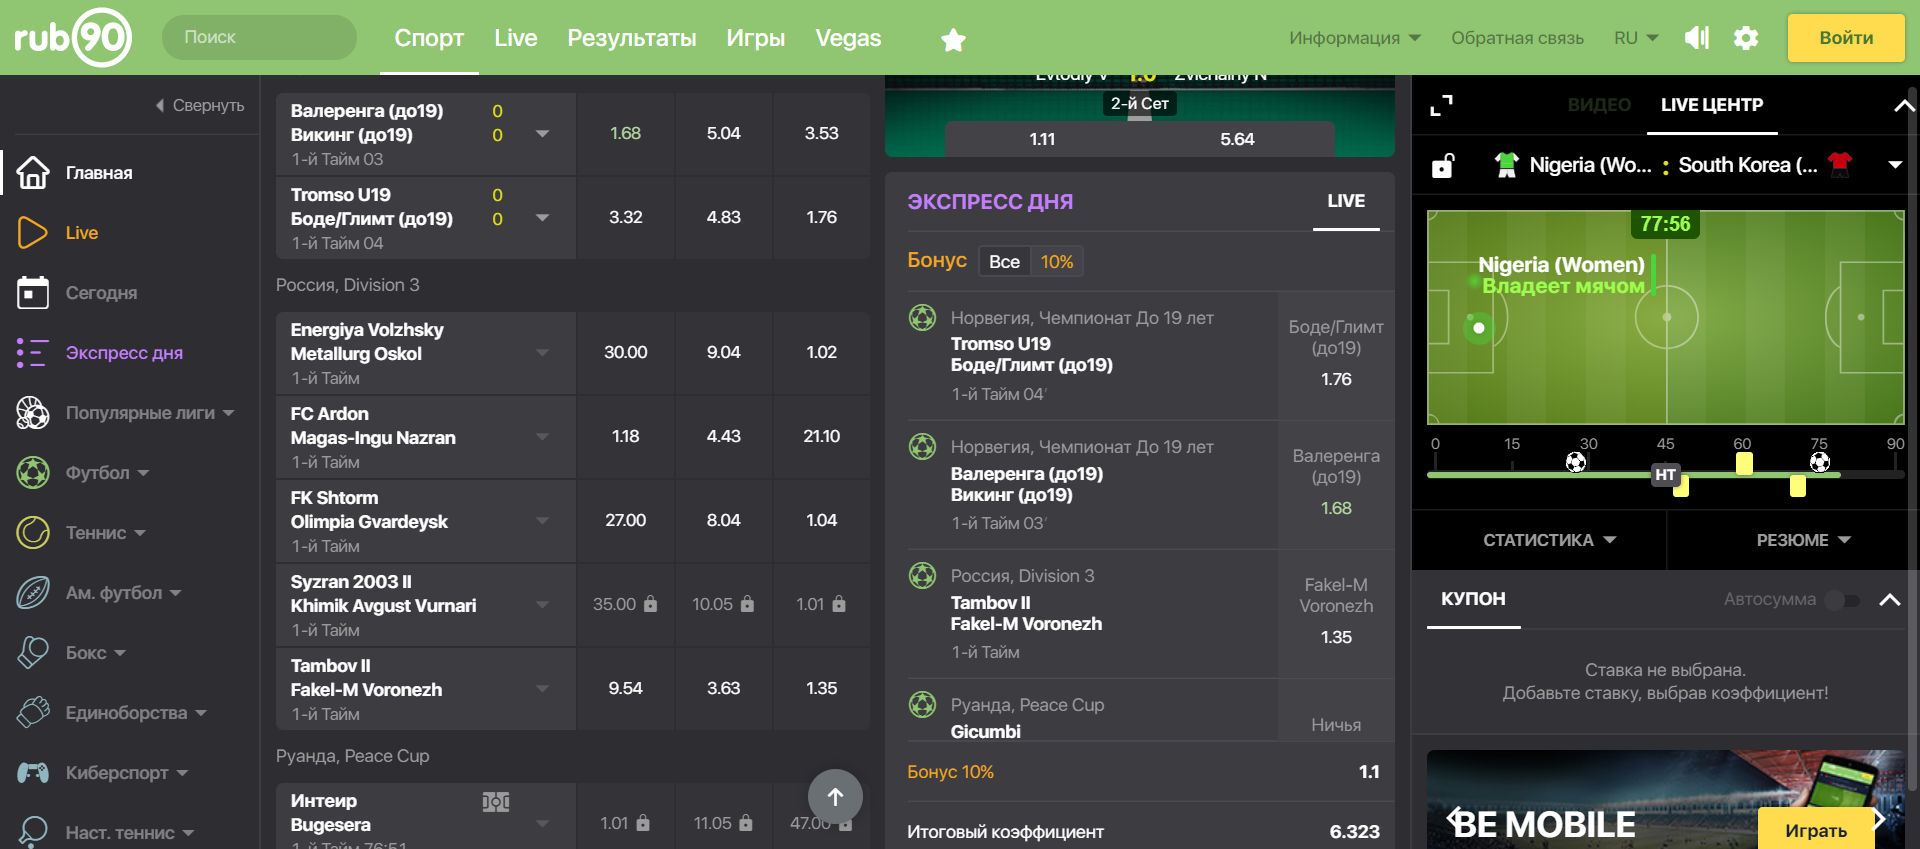 rub90
Поиск
Спорт
Live
Результаты
Игры
Vegas
Информация
Обратная связь
RU
Войти
Свернуть
Главная
Live
Сегодня
Экспресс дня
Популярные лиги
Футбол
Теннис
Ам. футбол
Бокс
Единоборства
Киберспорт
Наст. теннис
Валеренга (до19) 0
Викинг (до19) 0
1-й Тайм 03
1.68 5.04 3.53
Tromso U19 0
Боде/Глимт (до19) 0
1-й Тайм 04
3.32 4.83 1.76
Россия, Division 3
Energiya Volzhsky
Metallurg Oskol
1-й Тайм
30.00 9.04 1.02
FC Ardon
Magas-Ingu Nazran
1-й Тайм
1.18 4.43 21.10
FK Shtorm
Olimpia Gvardeysk
1-й Тайм
27.00 8.04 1.04
Syzran 2003 II
Khimik Avgust Vurnari
1-й Тайм
35.00 10.05 1.01
Tambov II
Fakel-M Voronezh
1-й Тайм
9.54 3.63 1.35
Руанда, Peace Cup
Интеир
Bugesera
1-й Тайм 76:51
1.01 11.05 47.00
Evtodiy V 1:0 Zvichainy N
2-й Сет
1.11 5.64
ЭКСПРЕСС ДНЯ
LIVE
Бонус Все 10%
Норвегия, Чемпионат До 19 лет
Tromso U19
Боде/Глимт (до19)
1-й Тайм 04'
Боде/Глимт
(до19)
1.76
Норвегия, Чемпионат До 19 лет
Валеренга (до19)
Викинг (до19)
1-й Тайм 03'
Валеренга
(до19)
1.68
Россия, Division 3
Tambov II
Fakel-M Voronezh
1-й Тайм
Fakel-M
Voronezh
1.35
Руанда, Peace Cup
Gicumbi
Ничья
Бонус 10% 1.1
Итоговый коэффициент 6.323
ВИДЕО
LIVE ЦЕНТР
Nigeria (Wo... : South Korea (...
77:56
Nigeria (Women)
Владеет мячом
0 15 30 45 60 75 90
HT
СТАТИСТИКА
РЕЗЮМЕ
КУПОН
Автосумма
Ставка не выбрана.
Добавьте ставку, выбрав коэффициент!
BE MOBILE
Играть